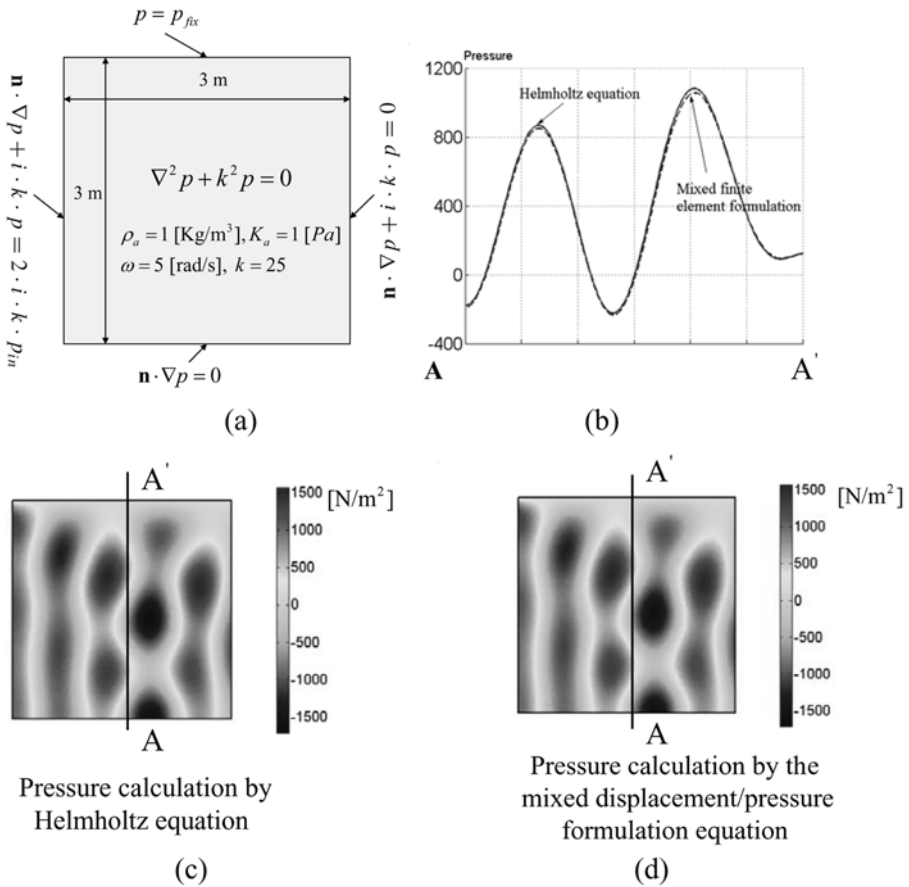 p = p_fix
n · ∇p + i · k · p = 2 · i · k · p_in
3 m
3 m
∇²p + k²p = 0
ρ_a = 1 [Kg/m³], K_a = 1 [Pa]
ω = 5 [rad/s], k = 25
n · ∇p + i · k · p = 0
n · ∇p = 0
(a)
Pressure
1200
800
400
0
-400
Helmholtz equation
Mixed finite
element formulation
A
A'
(b)
A'
1500
1000
500
0
-500
-1000
-1500
[N/m²]
A
Pressure calculation by
Helmholtz equation
(c)
A'
1500
1000
500
0
-500
-1000
-1500
[N/m²]
A
Pressure calculation by the
mixed displacement/pressure
formulation equation
(d)